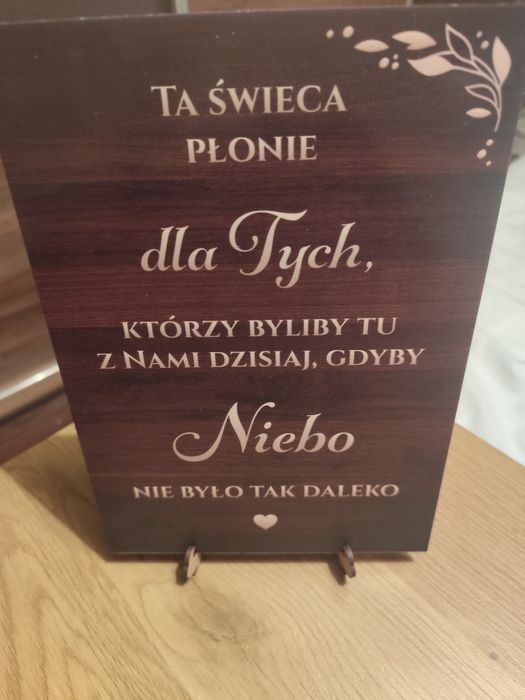 Ta świeca
płonie
dla Tych,
którzy byliby tu
z Nami dzisiaj, gdyby
Niebo
nie było tak daleko